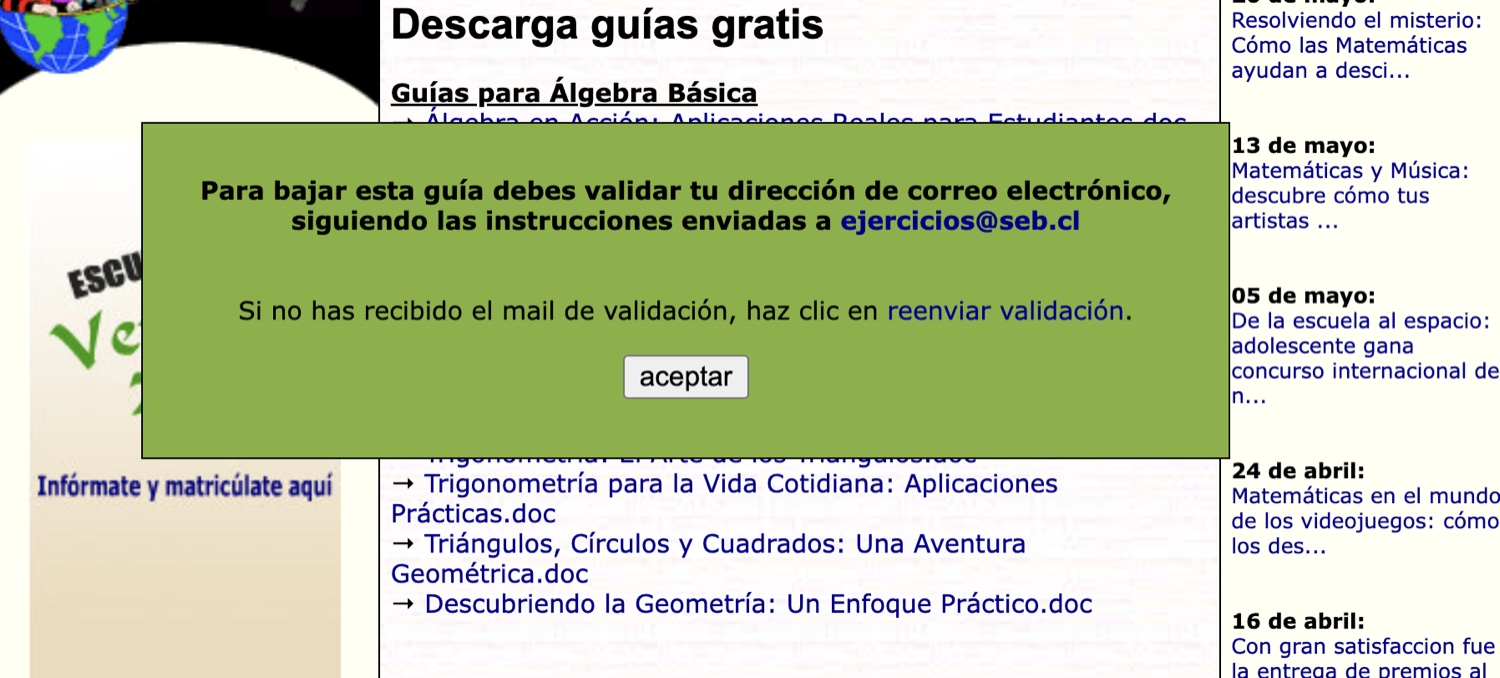 Descarga guías gratis
Guías para Álgebra Básica
→ Álgebra en Acción: Aplicaciones Reales para Estudiantes.doc
Para bajar esta guía debes validar tu dirección de correo electrónico,
siguiendo las instrucciones enviadas a ejercicios@seb.cl
Si no has recibido el mail de validación, haz clic en reenviar validación.
aceptar
Trigonometría: El Arte de los Triángulos.doc
→ Trigonometría para la Vida Cotidiana: Aplicaciones
Prácticas.doc
→ Triángulos, Círculos y Cuadrados: Una Aventura
Geométrica.doc
→ Descubriendo la Geometría: Un Enfoque Práctico.doc
ESCU
Ve
Infórmate y matricúlate aquí
de mayo:
Resolviendo el misterio:
Cómo las Matemáticas
ayudan a desci...
13 de mayo:
Matemáticas y Música:
descubre cómo tus
artistas ...
05 de mayo:
De la escuela al espacio:
adolescente gana
concurso internacional de
n...
24 de abril:
Matemáticas en el mundo
de los videojuegos: cómo
los des...
16 de abril:
Con gran satisfaccion fue
la entrega de premios al